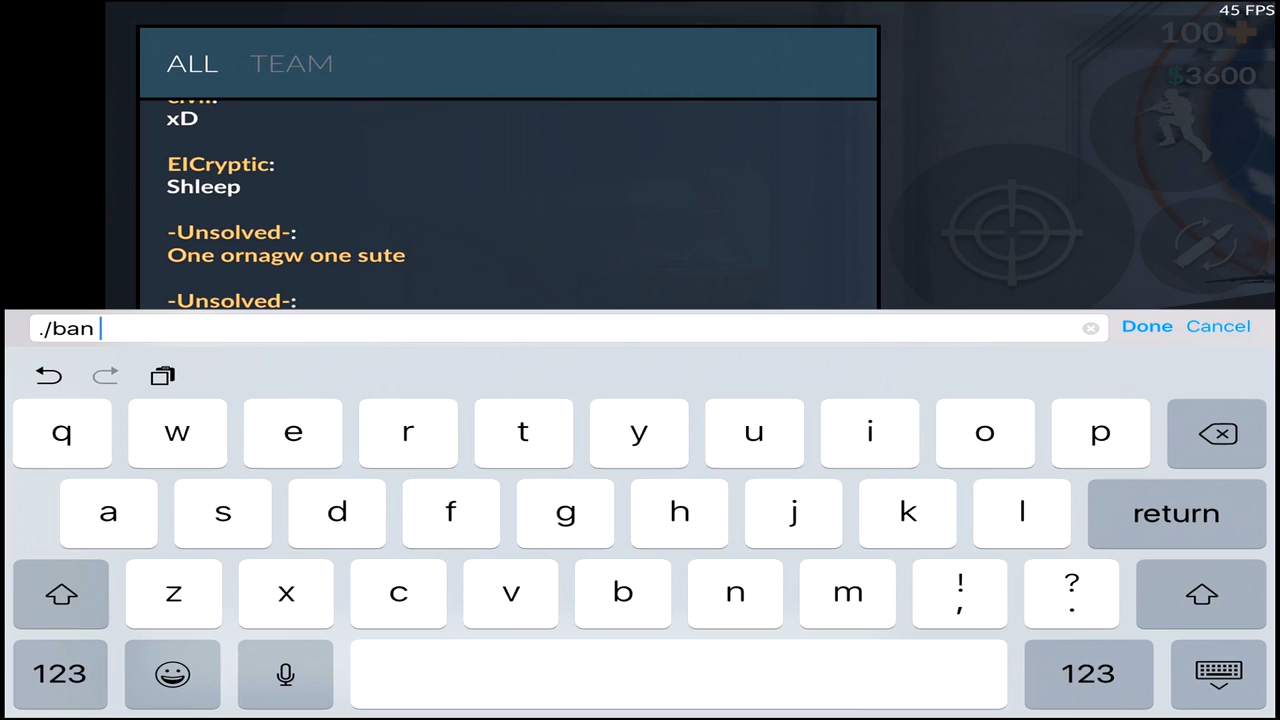 45 FPS
100
$3600
ALL TEAM
xD
ElCryptic:
Shleep
-Unsolved-:
One ornagw one sute
-Unsolved-:
./ban
Done Cancel
q w e r t y u i o p
a s d f g h j k l return
z x c v b n m ! , ? .
123 123